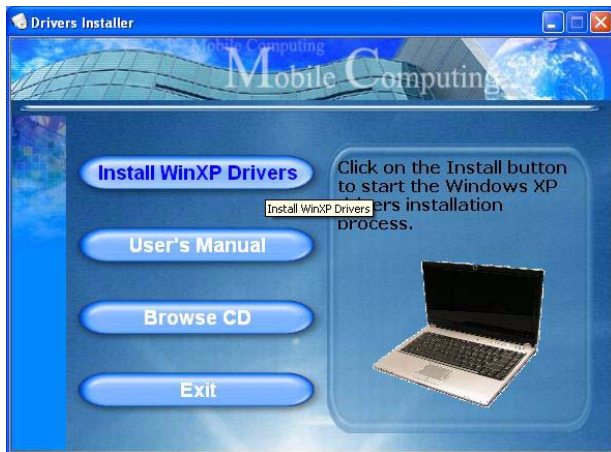 Drivers Installer
Mobile Computing
Mobile Computing
Install WinXP Drivers
Click on the Install button
to start the Windows XP
drivers installation
process.
Install WinXP Drivers
User's Manual
Browse CD
Exit